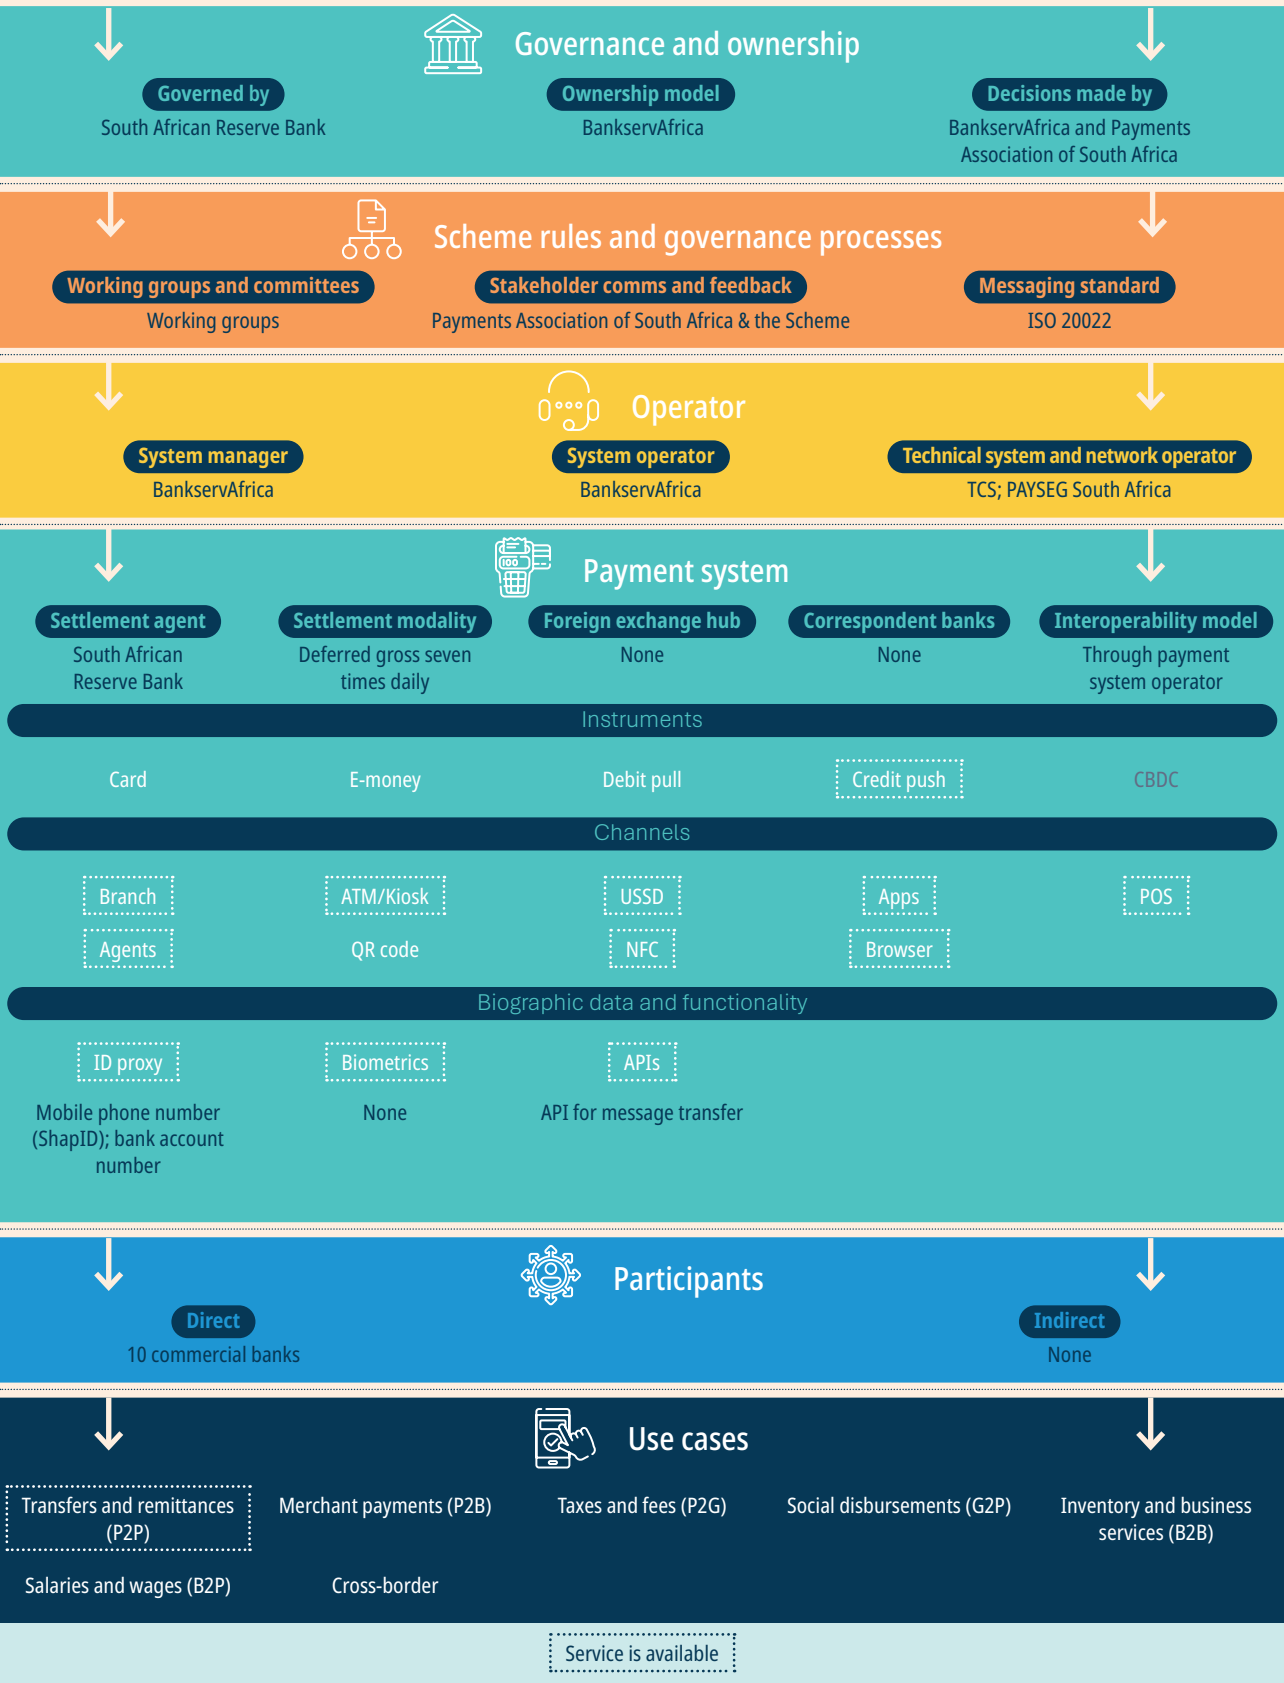 Governance and ownership
Governed by
South African Reserve Bank
Ownership model
BankservAfrica
Decisions made by
BankservAfrica and Payments
Association of South Africa
Scheme rules and governance processes
Working groups and committees
Working groups
Stakeholder comms and feedback
Payments Association of South Africa & the Scheme
Messaging standard
ISO 20022
Operator
System manager
BankservAfrica
System operator
BankservAfrica
Technical system and network operator
TCS; PAYSEG South Africa
Payment system
Settlement agent
South African
Reserve Bank
Settlement modality
Deferred gross seven
times daily
Foreign exchange hub
None
Correspondent banks
None
Interoperability model
Through payment
system operator
Instruments
Card
E-money
Debit pull
Credit push
CBDC
Channels
Branch
ATM/Kiosk
USSD
Apps
POS
Agents
QR code
NFC
Browser
Biographic data and functionality
ID proxy
Mobile phone number
(ShapID); bank account
number
Biometrics
None
APIs
API for message transfer
Participants
Direct
10 commercial banks
Indirect
None
Use cases
Transfers and remittances
(P2P)
Merchant payments (P2B)
Taxes and fees (P2G)
Social disbursements (G2P)
Inventory and business
services (B2B)
Salaries and wages (B2P)
Cross-border
Service is available